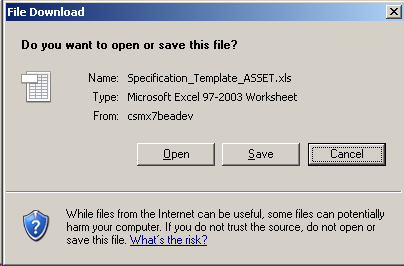 File Download
Do you want to open or save this file?
Name: Specification_Template_ASSET.xls
Type: Microsoft Excel 97-2003 Worksheet
From: csmx7beadev
Open Save Cancel
While files from the Internet can be useful, some files can potentially
harm your computer. If you do not trust the source, do not open or
save this file. What's the risk?